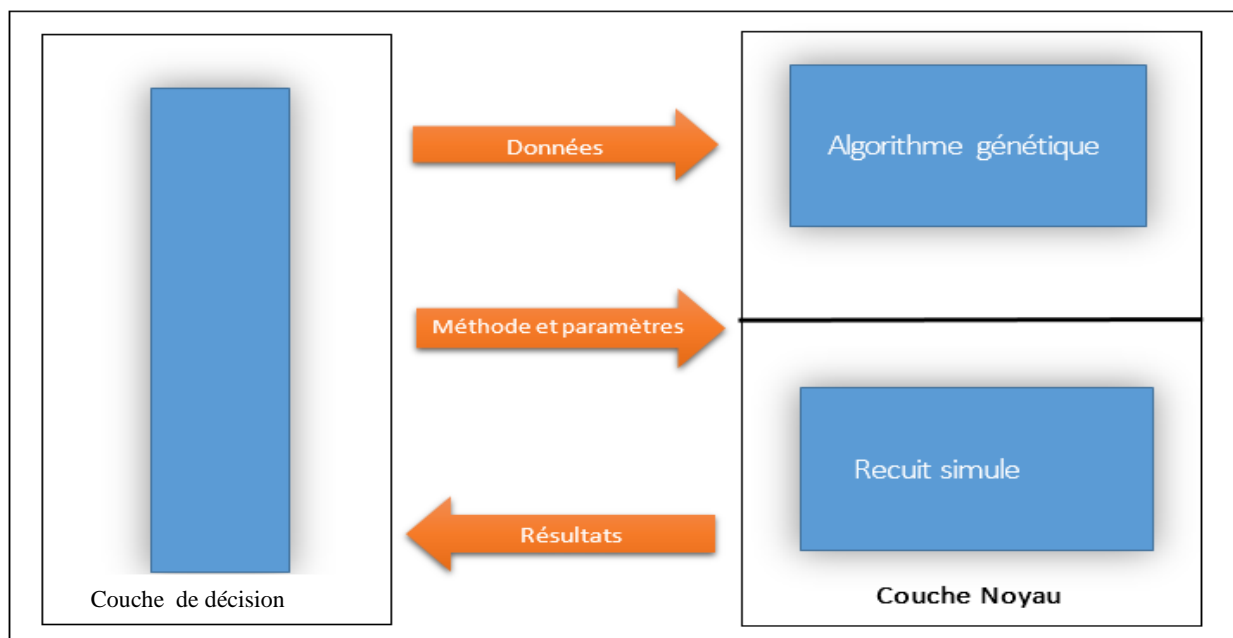 Données
Algorithme génétique
Méthode et paramètres
Recuit simule
Résultats
Couche de décision
Couche Noyau